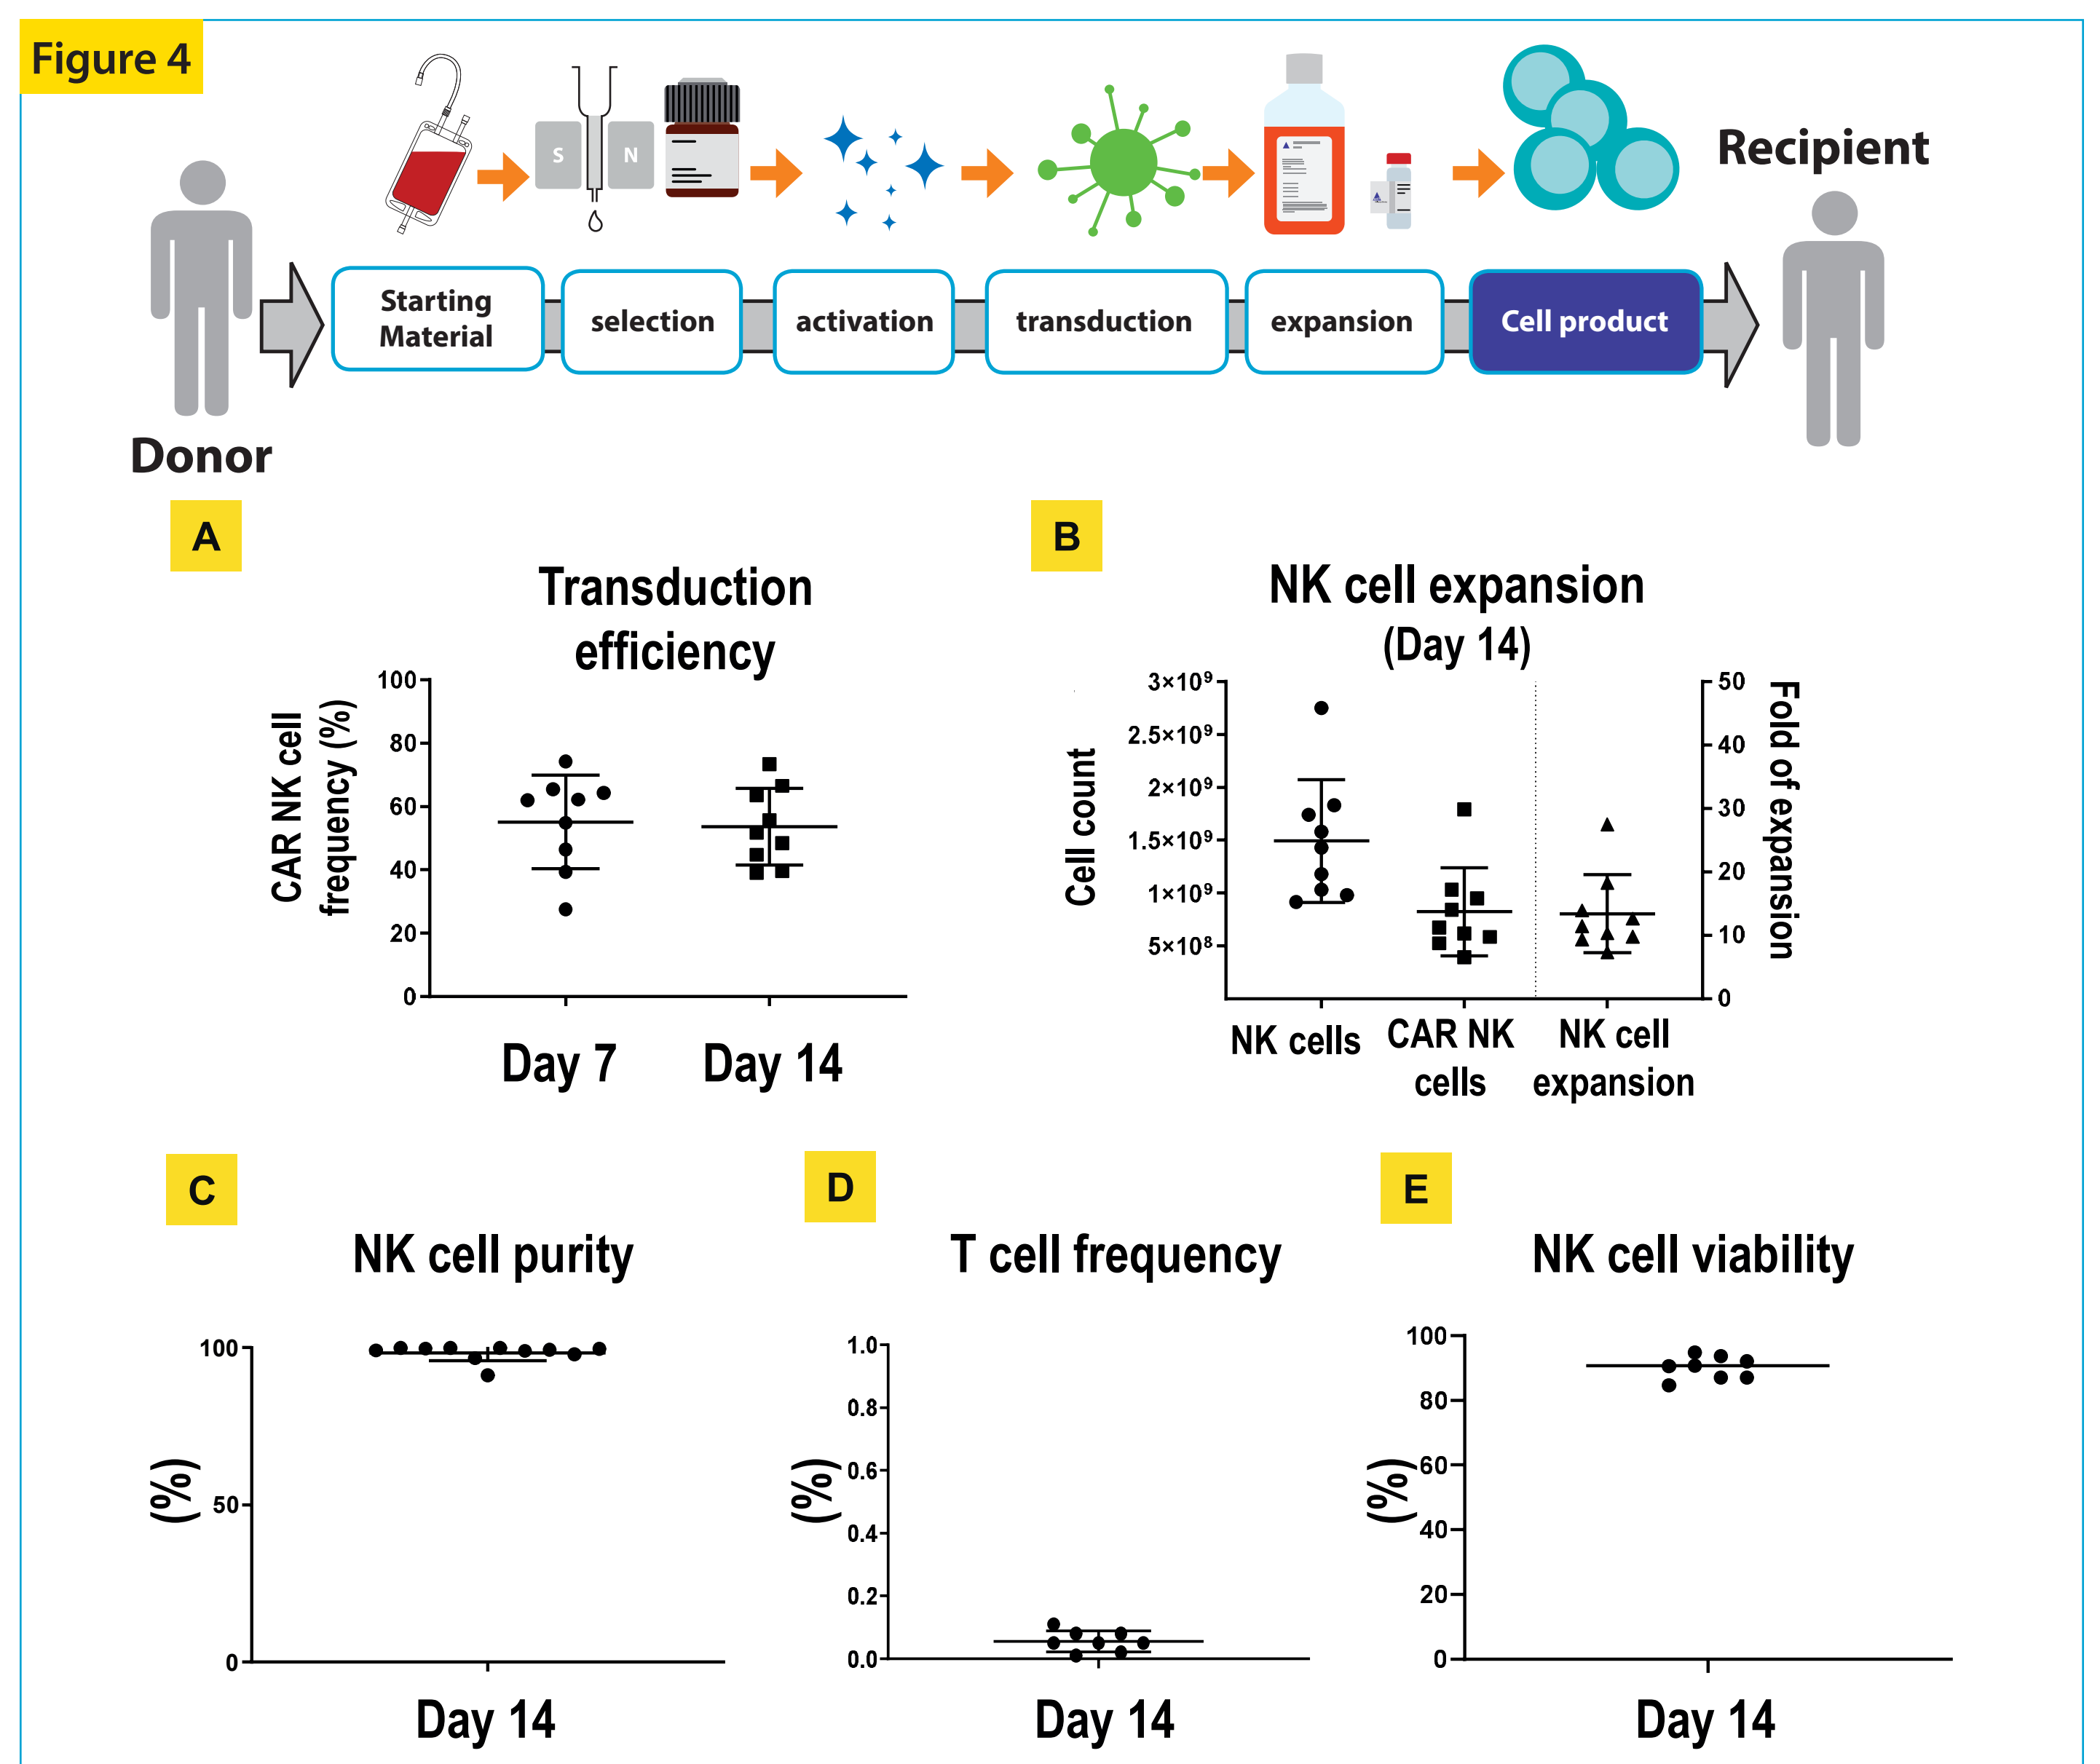 Figure 4
S
N
Recipient
Starting
Material
selection
activation
transduction
expansion
Cell product
Donor
A
Transduction
efficiency
CAR NK cell
frequency (%)
100
80
60
40
20
0
Day 7
Day 14
B
NK cell expansion
(Day 14)
Cell count
3×10⁹
2.5×10⁹
2×10⁹
1.5×10⁹
1×10⁹
5×10⁸
50
40
30
20
10
0
Fold of expansion
NK cells
CAR NK
cells
NK cell
expansion
C
NK cell purity
(%)
100
50
0
Day 14
D
T cell frequency
(%)
1.0
0.8
0.6
0.4
0.2
0.0
Day 14
E
NK cell viability
(%)
100
80
60
40
20
0
Day 14